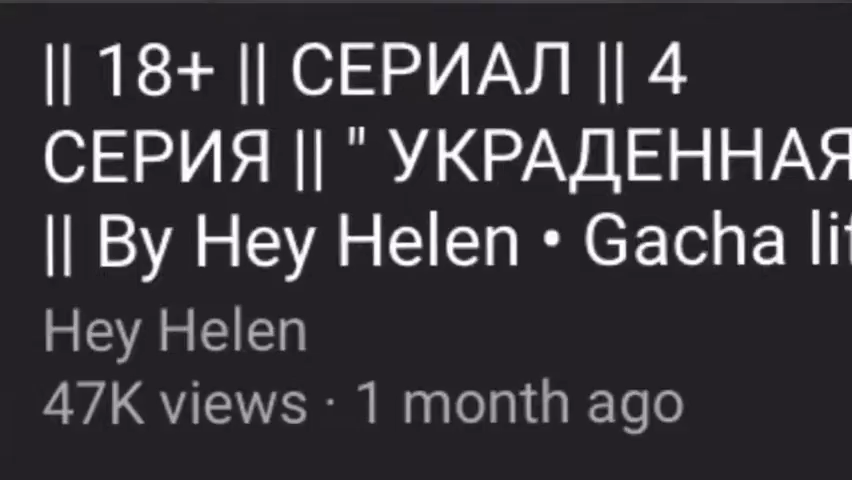 || 18+ || СЕРИАЛ || 4
СЕРИЯ || " УКРАДЕННАЯ
|| By Hey Helen • Gacha
Hey Helen
47K views · 1 month ago